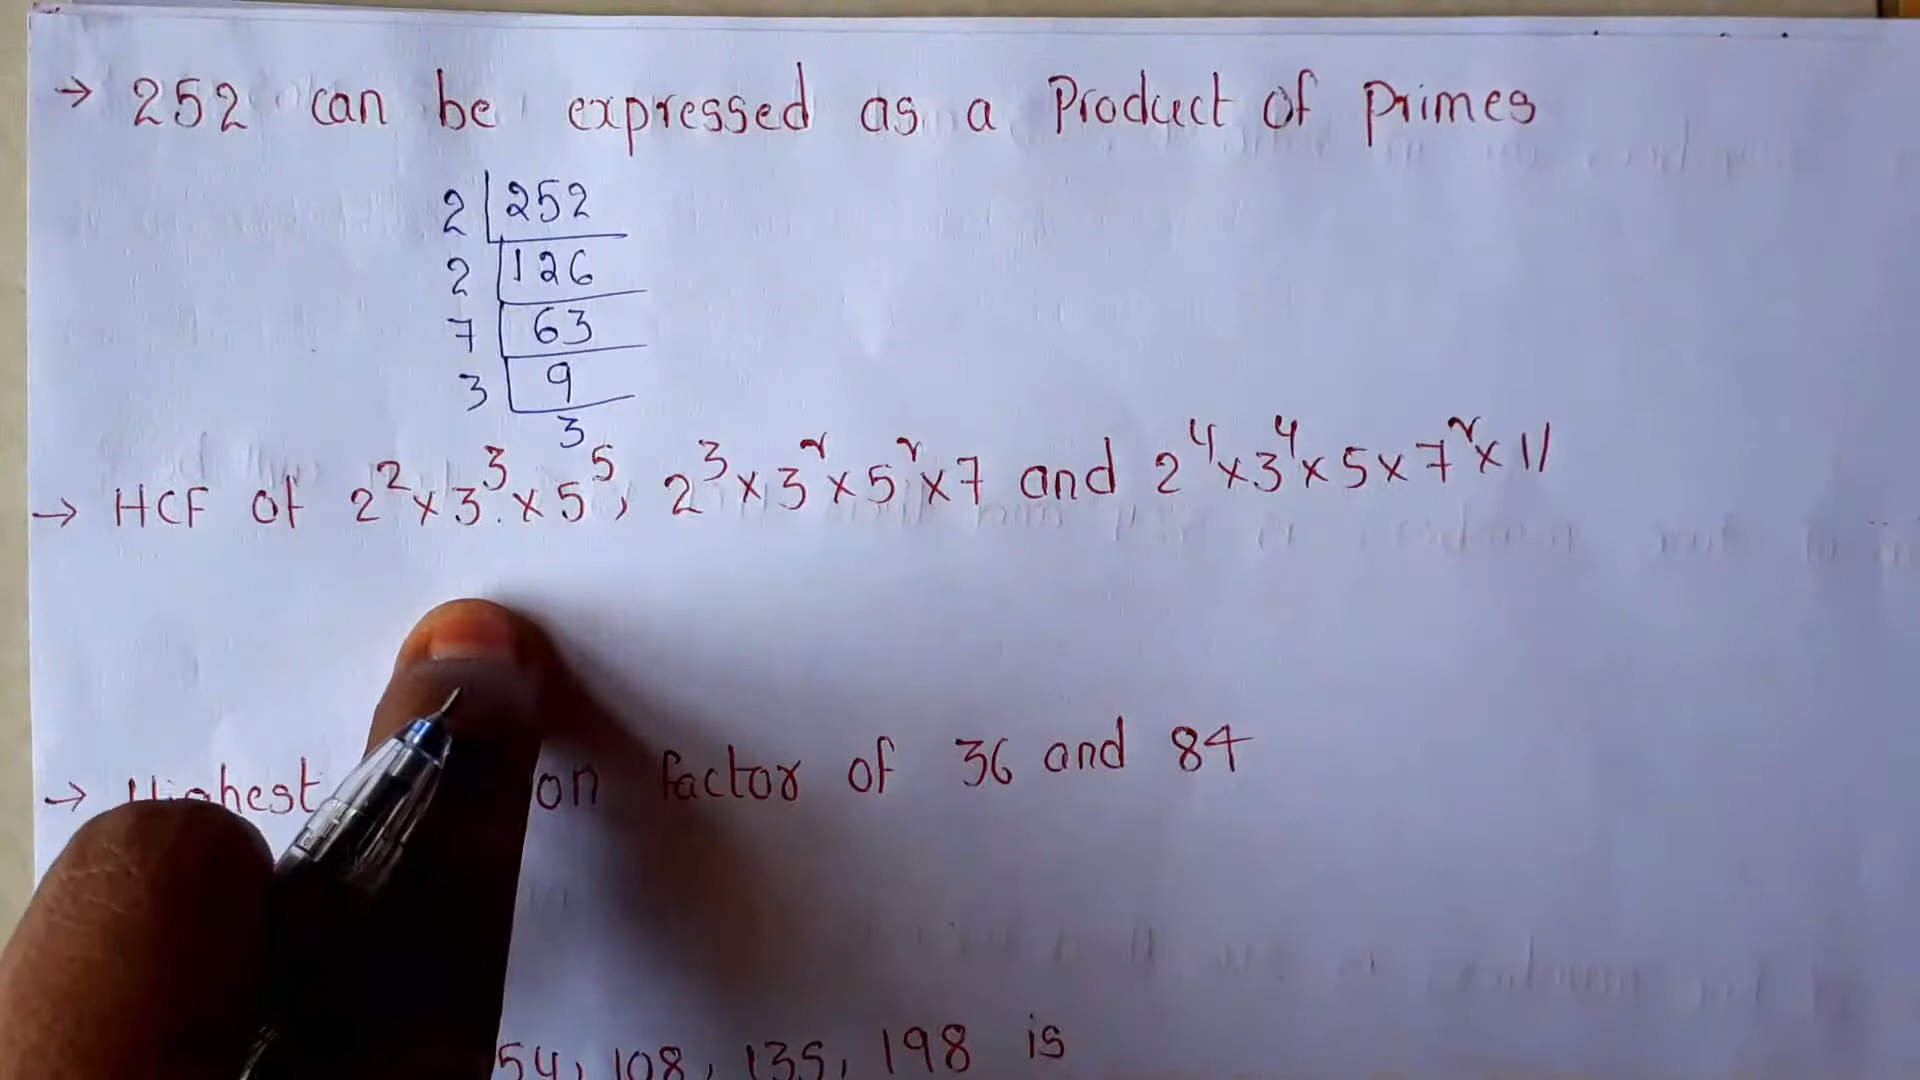 → 252 can be expressed as a Product of primes
2 | 252
2 | 126
7 | 63
3 | 9
3
→ HCF of 2² × 3³ × 5⁵, 2³ × 3² × 5² × 7 and 2⁴ × 3⁴ × 5 × 7² × 11
→ Highest on factor of 36 and 84
54, 108, 135, 198 is